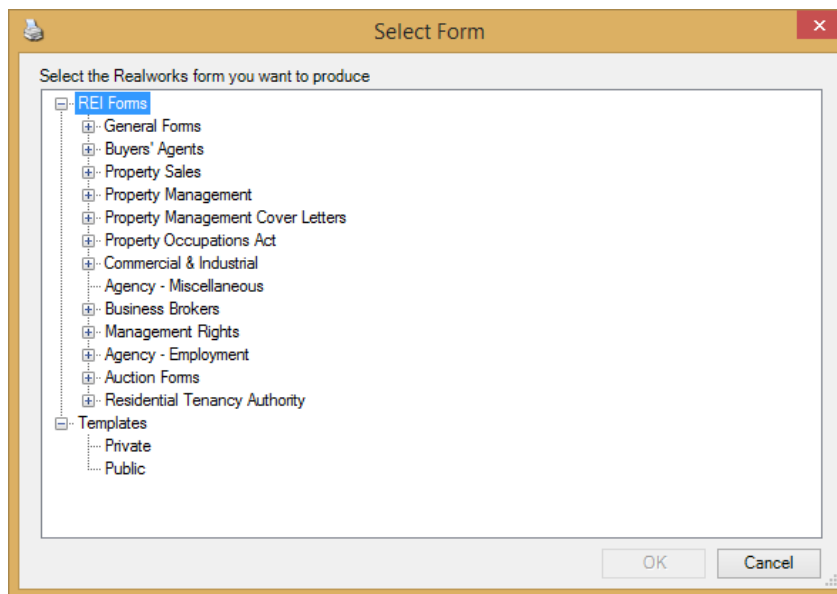 Select Form
Select the Realworks form you want to produce
REI Forms
General Forms
Buyers' Agents
Property Sales
Property Management
Property Management Cover Letters
Property Occupations Act
Commercial & Industrial
Agency - Miscellaneous
Business Brokers
Management Rights
Agency - Employment
Auction Forms
Residential Tenancy Authority
Templates
Private
Public
OK Cancel